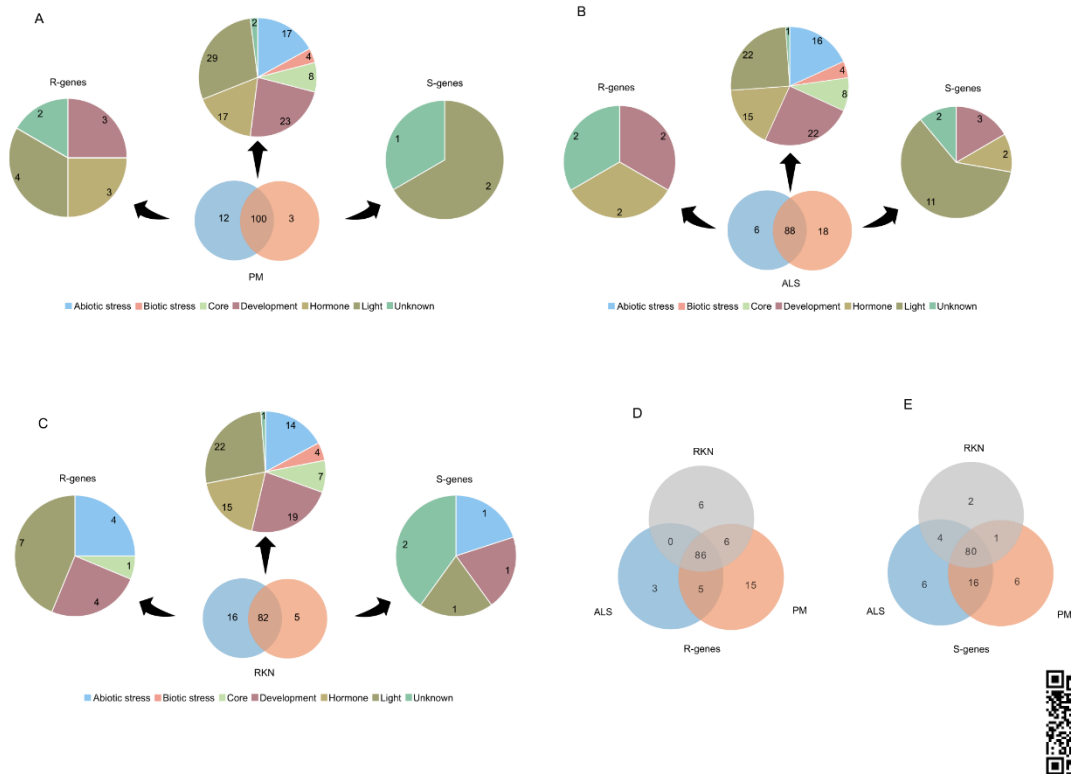 A
2
17
4
8
23
17
29
R-genes
2
3
3
4
S-genes
1
2
12
100
3
PM
Abiotic stress Biotic stress Core Development Hormone Light Unknown
B
1
16
4
8
22
15
22
R-genes
2
2
2
S-genes
2
3
2
11
6
88
18
ALS
Abiotic stress Biotic stress Core Development Hormone Light Unknown
C
1
14
4
7
19
15
22
R-genes
4
1
4
7
S-genes
1
1
1
2
16
82
5
RKN
Abiotic stress Biotic stress Core Development Hormone Light Unknown
D
RKN
6
0
6
86
3
5
15
ALS
PM
R-genes
E
RKN
2
4
1
80
6
16
6
ALS
PM
S-genes